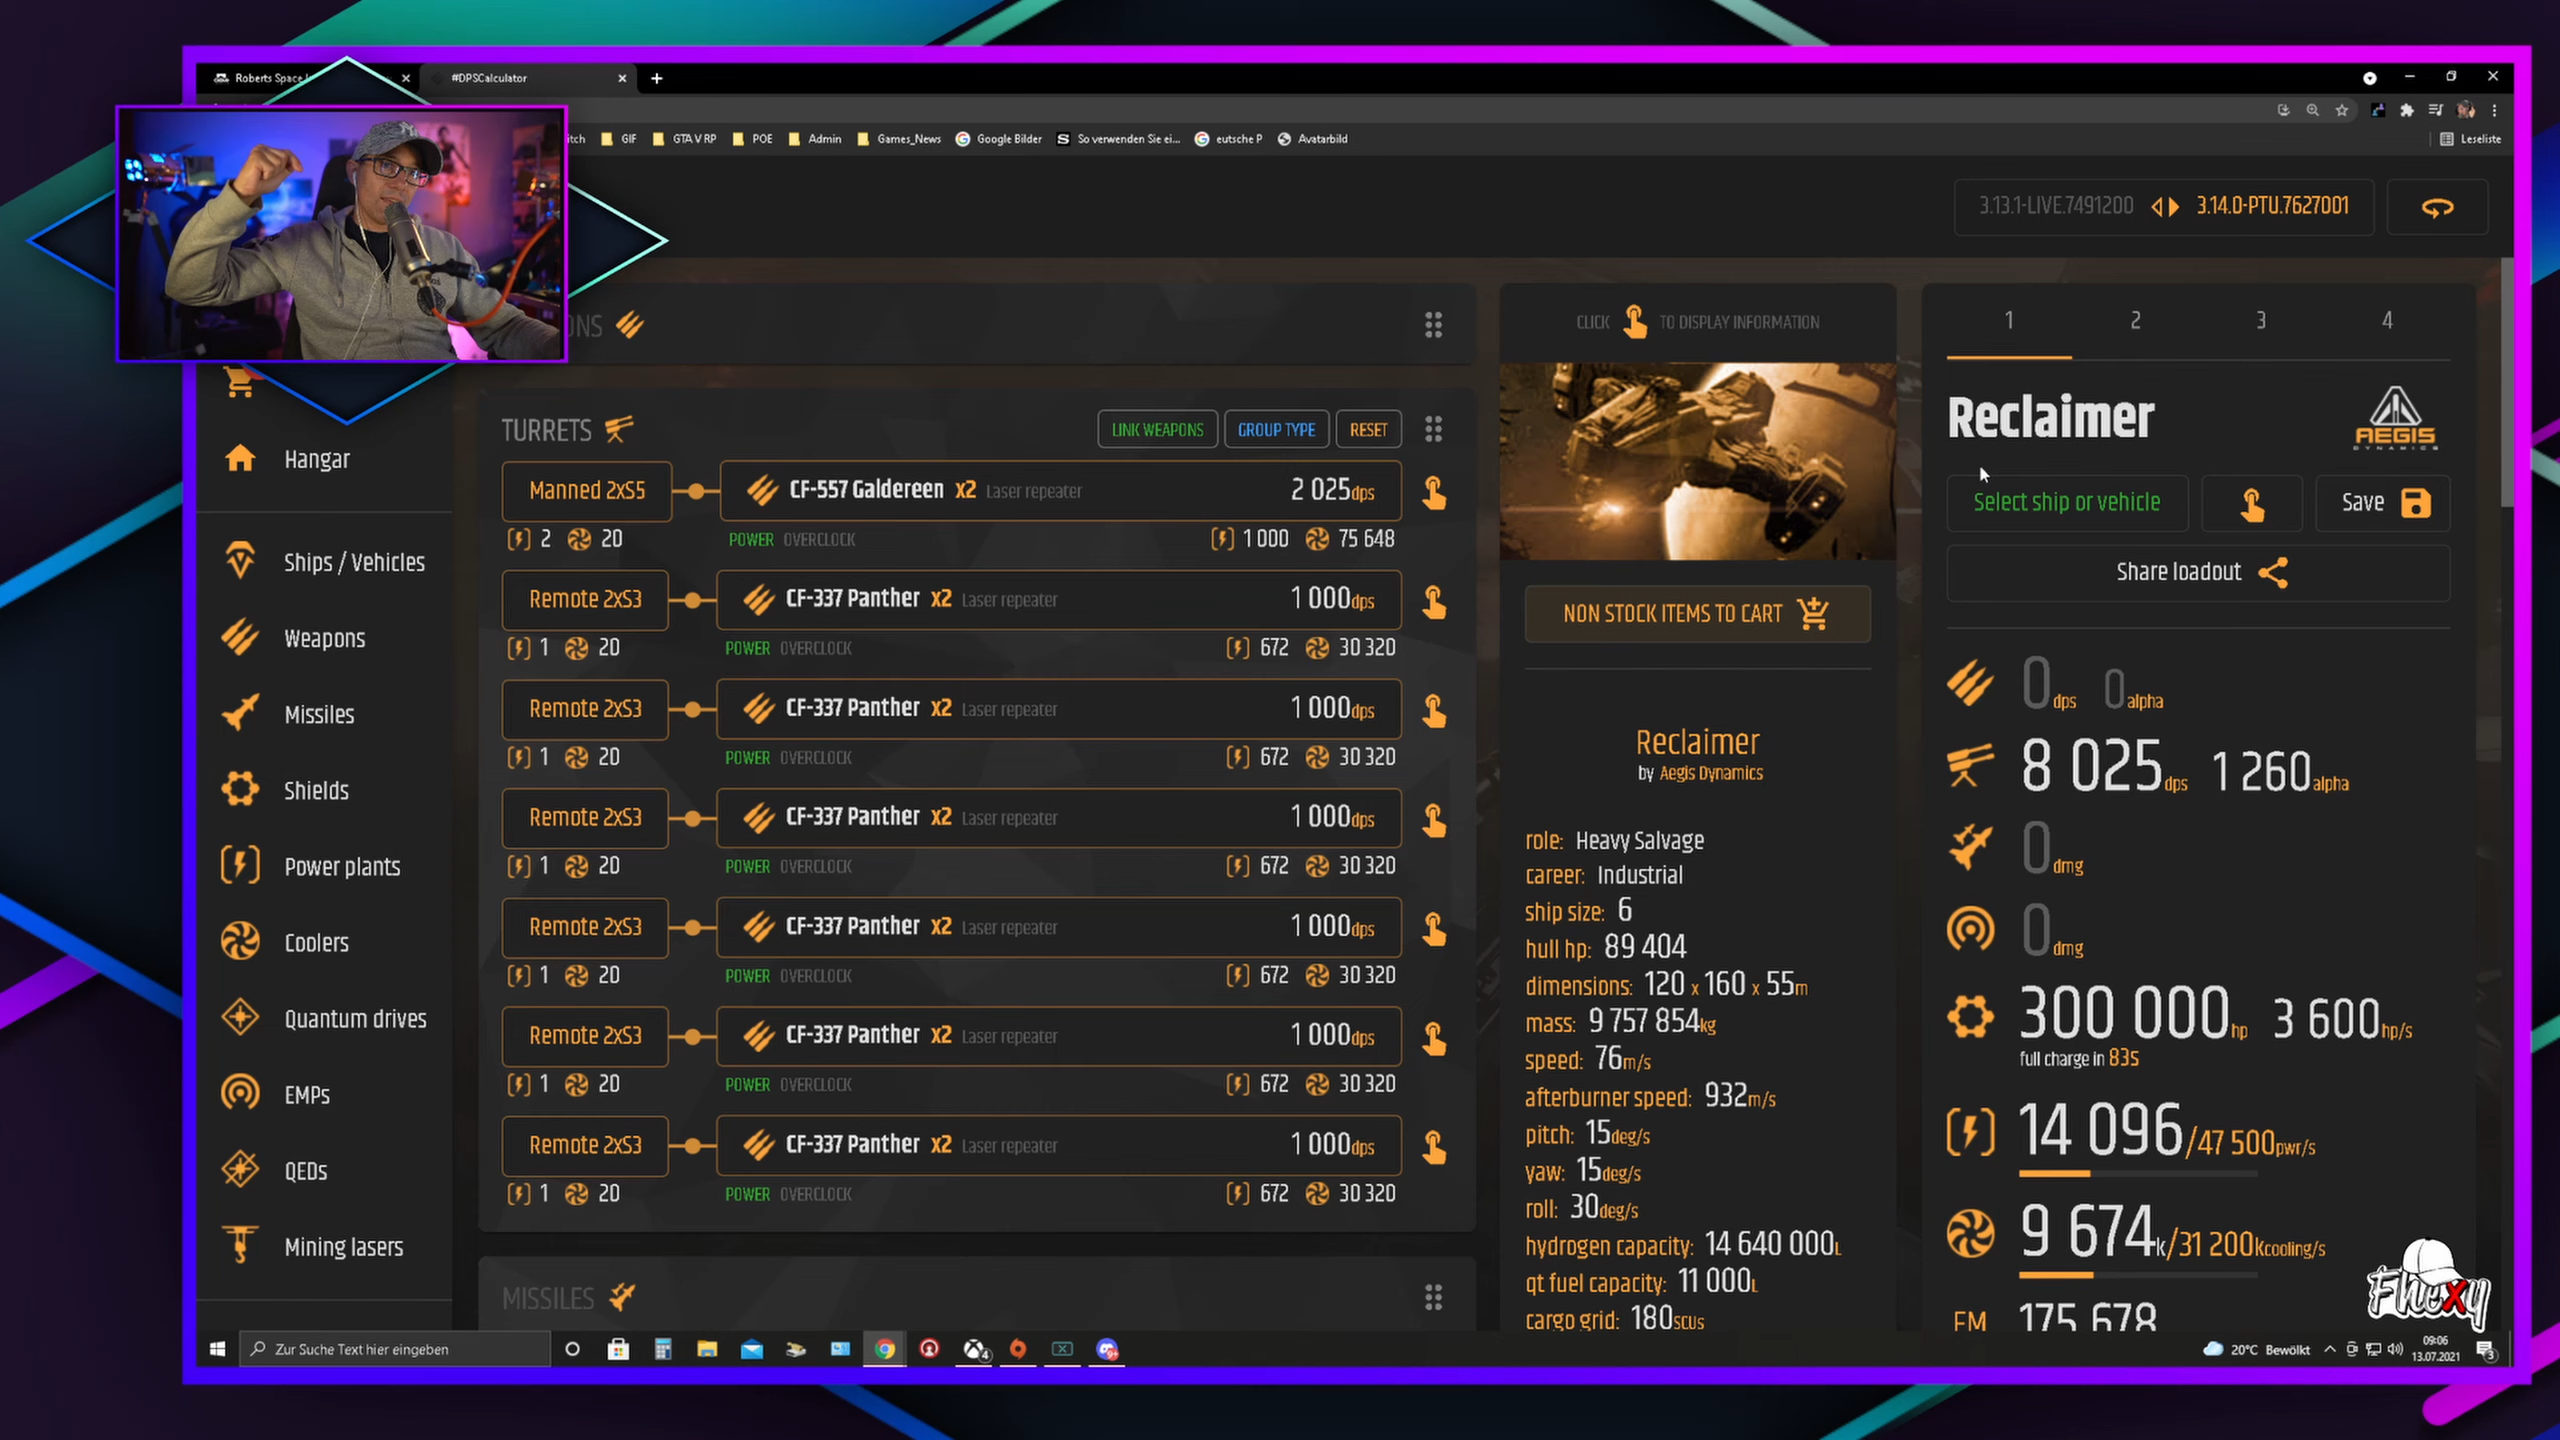 Roberts Space
#DPSCalculator
itch
GIF
GTA V RP
POE
Admin
Games_News
Google Bilder
So verwenden Sie ei...
eutsche P
Avatarbild
Leseliste
3.13.1-LIVE.7491200
3.14.0-PTU.7627001
Hangar
Ships / Vehicles
Weapons
Missiles
Shields
Power plants
Coolers
Quantum drives
EMPs
QEDs
Mining lasers
ONS
TURRETS
LINK WEAPONS
GROUP TYPE
RESET
Manned 2xS5
CF-557 Galdereen x2 Laser repeater
2 025dps
2 20
POWER OVERCLOCK
1 000 75 648
Remote 2xS3
CF-337 Panther x2 Laser repeater
1 000dps
1 20
POWER OVERCLOCK
672 30 320
Remote 2xS3
CF-337 Panther x2 Laser repeater
1 000dps
1 20
POWER OVERCLOCK
672 30 320
Remote 2xS3
CF-337 Panther x2 Laser repeater
1 000dps
1 20
POWER OVERCLOCK
672 30 320
Remote 2xS3
CF-337 Panther x2 Laser repeater
1 000dps
1 20
POWER OVERCLOCK
672 30 320
Remote 2xS3
CF-337 Panther x2 Laser repeater
1 000dps
1 20
POWER OVERCLOCK
672 30 320
Remote 2xS3
CF-337 Panther x2 Laser repeater
1 000dps
1 20
POWER OVERCLOCK
672 30 320
MISSILES
CLICK TO DISPLAY INFORMATION
NON STOCK ITEMS TO CART
Reclaimer
by Aegis Dynamics
role: Heavy Salvage
career: Industrial
ship size: 6
hull hp: 89 404
dimensions: 120 x 160 x 55m
mass: 9 757 854kg
speed: 76m/s
afterburner speed: 932m/s
pitch: 15deg/s
yaw: 15deg/s
roll: 30deg/s
hydrogen capacity: 14 640 000L
qt fuel capacity: 11 000L
cargo grid: 180SCUs
1 2 3 4
Reclaimer
AEGIS
DYNAMICS
Select ship or vehicle
Save
Share loadout
0dps 0alpha
8 025dps 1 260alpha
0dmg
0dmg
300 000hp 3 600hp/s
full charge in 83s
14 096/47 500pwr/s
9 674k/31 200kcooling/s
EM 175 678
Fhexy
Zur Suche Text hier eingeben
4
9+
20°C Bewölkt
09:06
13.07.2021
3